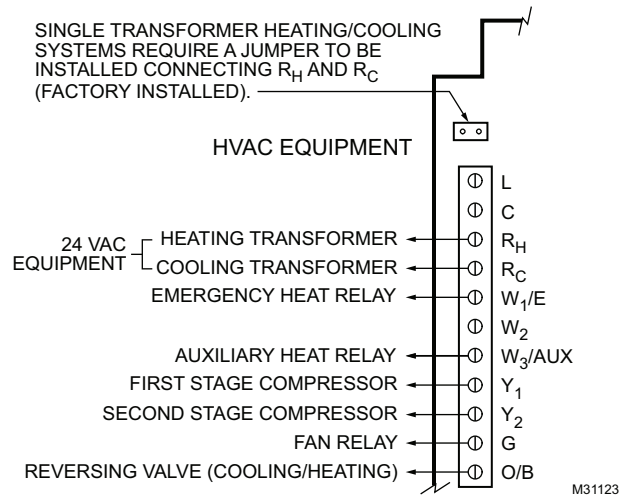 SINGLE TRANSFORMER HEATING/COOLING
SYSTEMS REQUIRE A JUMPER TO BE
INSTALLED CONNECTING RH AND RC
(FACTORY INSTALLED).
HVAC EQUIPMENT
L
C
24 VAC
EQUIPMENT
HEATING TRANSFORMER RH
COOLING TRANSFORMER RC
EMERGENCY HEAT RELAY W1/E
W2
AUXILIARY HEAT RELAY W3/AUX
FIRST STAGE COMPRESSOR Y1
SECOND STAGE COMPRESSOR Y2
FAN RELAY G
REVERSING VALVE (COOLING/HEATING) O/B
M31123